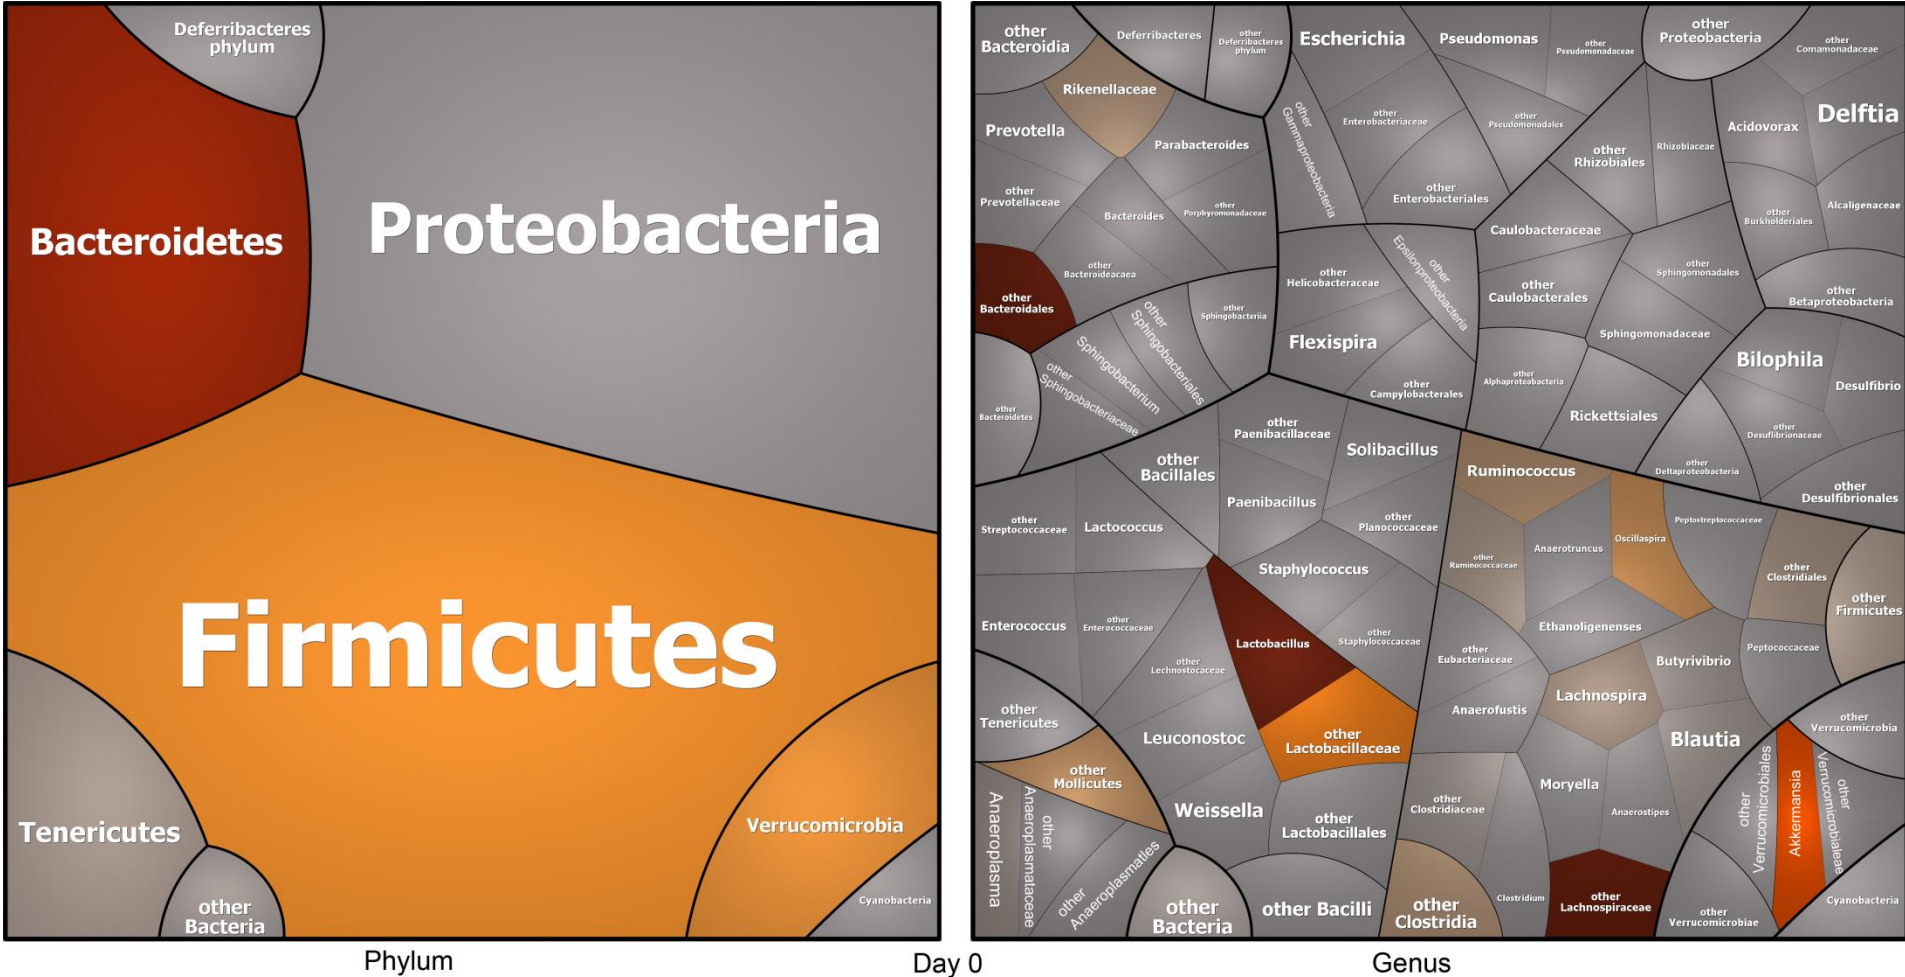 Deferribacteres
phylum
Bacteroidetes
Proteobacteria
Firmicutes
Tenericutes
Verrucomicrobia
Cyanobacteria
other
Bacteria
other
Bacteroidia
Deferribacteres
other
Deferribacteres
phylum
Escherichia
Pseudomonas
other
Pseudomonadaceae
other
Proteobacteria
other
Comamonadaceae
Rikenellaceae
Prevotella
Parabacteroides
other
Gammaproteobacteria
other
Enterobacteriaceae
other
Pseudomonadales
other
Rhizobiales
Rhizobiaceae
Acidovorax
Delftia
other
Prevotellaceae
Bacteroides
other
Porphyromonadaceae
other
Enterobacteriales
other
Burkholderiales
Alcaligenaceae
other
Bacteroideacaea
other
Helicobacteraceae
other
Epsilonproteobacteria
Caulobacteraceae
other
Caulobacterales
other
Sphingomonadales
other
Betaproteobacteria
other
Bacteroidales
other
Sphingobacteriia
other
Sphingobacteriales
Sphingobacterium
other
Sphingobacteriaceae
other
Bacteroidetes
Flexispira
other
Campylobacterales
Sphingomonadaceae
other
Alphaproteobacteria
Rickettsiales
Bilophila
Desulfibrio
other
Desuflibrionaceae
other
Deltaproteobacteria
other
Desulfibrionales
other
Paenibacillaceae
Solibacillus
other
Bacillales
Paenibacillus
other
Planococcaceae
other
Streptococcaceae
Lactococcus
Staphylococcus
other
Staphylococcaceae
Ruminococcus
other
Ruminococcaceae
Anaerotruncus
Oscillaspira
Peptostreptococcaceae
other
Clostridiales
other
Firmicutes
Enterococcus
other
Enterococcaceae
other
Lechnostocaceae
Lactobacillus
Ethanoligenenses
other
Eubacteriaceae
Butyrivibrio
Peptococcaceae
Lachnospira
Anaerofustis
other
Tenericutes
Leuconostoc
other
Lactobacillaceae
Blautia
other
Verrucomicrobia
other
Mollicutes
Anaeroplasma
other
Anaeroplasmataceae
other
Anaeroplasmatles
Weissella
other
Lactobacillales
other
Clostridiaceae
Moryella
Anaerostipes
other
Verrucomicrobiales
Akkermansia
other
Verrucomicrobialeae
other
Bacteria
other Bacilli
other
Clostridia
Clostridium
other
Lachnospiraceae
other
Verrucomicrobiae
Cyanobacteria
Phylum
Day 0
Genus